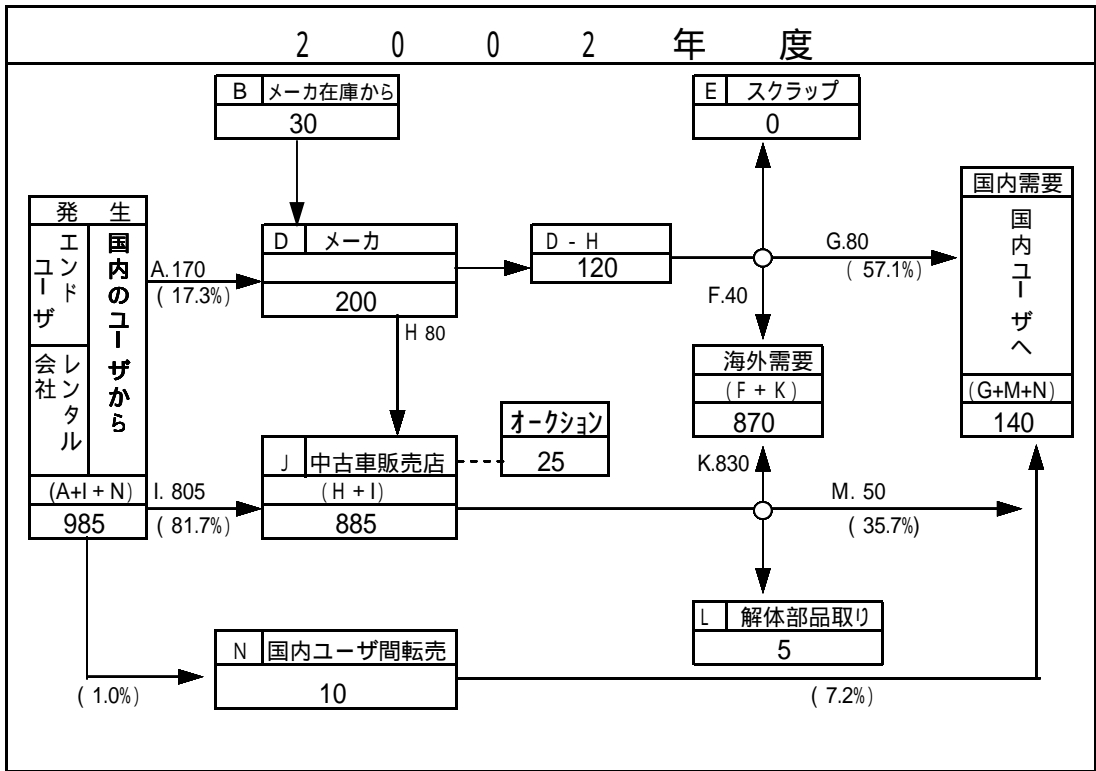 2002年度
B メーカ在庫から
30
E スクラップ
0
発生
エンドユーザ
レンタル会社
国内のユーザから
(A+I+N)
985
A.170
(17.3%)
D メーカ
200
D-H
120
G.80
(57.1%)
F.40
H 80
国内需要
国内ユーザへ
(G+M+N)
140
海外需要
(F+K)
870
オークション
25
J 中古車販売店
(H+I)
885
I. 805
(81.7%)
K.830
M. 50
(35.7%)
L 解体部品取り
5
N 国内ユーザ間転売
10
(1.0%)
(7.2%)